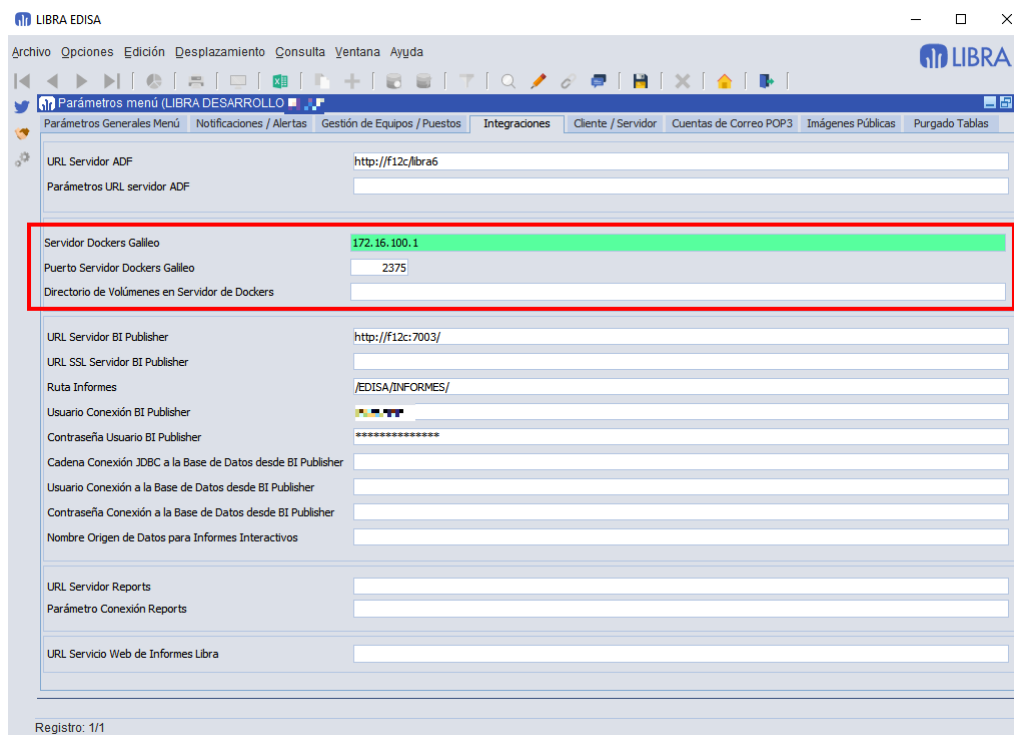 LIBRA EDISA
Archivo Opciones Edición Desplazamiento Consulta Ventana Ayuda
LIBRA
Parámetros menú (LIBRA DESARROLLO
Parámetros Generales Menú Notificaciones / Alertas Gestión de Equipos / Puestos Integraciones Cliente / Servidor Cuentas de Correo POP3 Imágenes Públicas Purgado Tablas
URL Servidor ADF http://f12c/libra6
Parámetros URL servidor ADF
Servidor Dockers Galileo 172.16.100.1
Puerto Servidor Dockers Galileo 2375
Directorio de Volúmenes en Servidor de Dockers
URL Servidor BI Publisher http://f12c:7003/
URL SSL Servidor BI Publisher
Ruta Informes /EDISA/INFORMES/
Usuario Conexión BI Publisher
Contraseña Usuario BI Publisher **************
Cadena Conexión JDBC a la Base de Datos desde BI Publisher
Usuario Conexión a la Base de Datos desde BI Publisher
Contraseña Conexión a la Base de Datos desde BI Publisher
Nombre Origen de Datos para Informes Interactivos
URL Servidor Reports
Parámetro Conexión Reports
URL Servicio Web de Informes Libra
Registro: 1/1